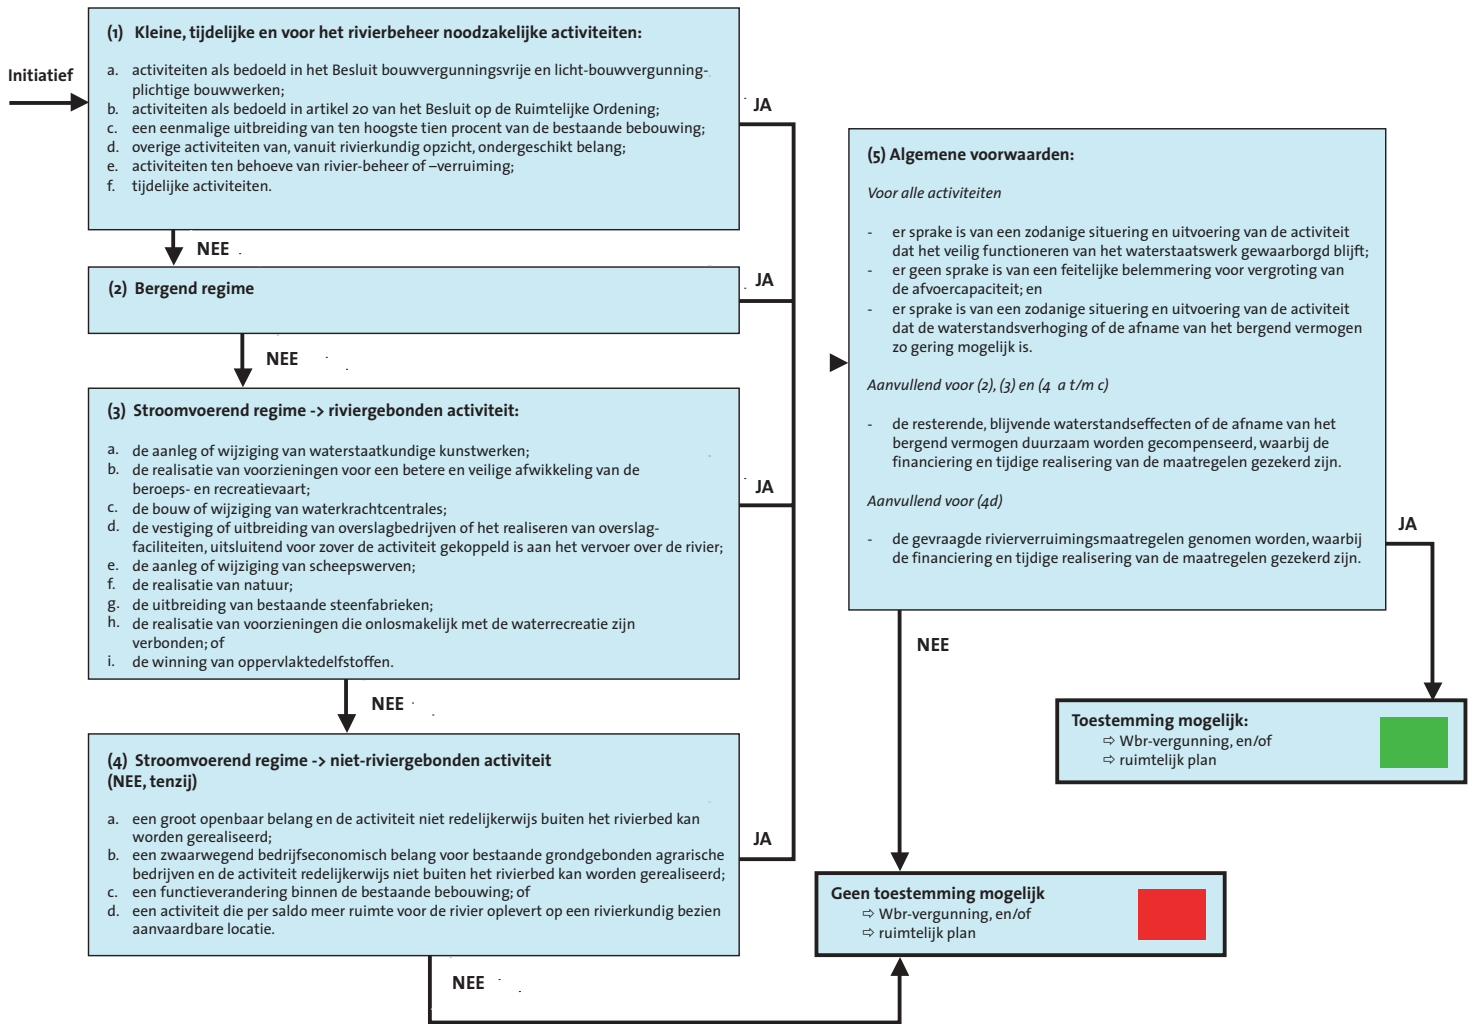 Initiatief
(1) Kleine, tijdelijke en voor het rivierbeheer noodzakelijke activiteiten:
a. activiteiten als bedoeld in het Besluit bouwvergunningsvrije en licht-bouwvergunning-
plichtige bouwwerken;
b. activiteiten als bedoeld in artikel 20 van het Besluit op de Ruimtelijke Ordening;
c. een eenmalige uitbreiding van ten hoogste tien procent van de bestaande bebouwing;
d. overige activiteiten van, vanuit rivierkundig opzicht, ondergeschikt belang;
e. activiteiten ten behoeve van rivier-beheer of –verruiming;
f. tijdelijke activiteiten.
JA
NEE
(2) Bergend regime
JA
NEE
(3) Stroomvoerend regime -> riviergebonden activiteit:
a. de aanleg of wijziging van waterstaatkundige kunstwerken;
b. de realisatie van voorzieningen voor een betere en veilige afwikkeling van de
beroeps- en recreatievaart;
c. de bouw of wijziging van waterkrachtcentrales;
d. de vestiging of uitbreiding van overslagbedrijven of het realiseren van overslag-
faciliteiten, uitsluitend voor zover de activiteit gekoppeld is aan het vervoer over de rivier;
e. de aanleg of wijziging van scheepswerven;
f. de realisatie van natuur;
g. de uitbreiding van bestaande steenfabrieken;
h. de realisatie van voorzieningen die onlosmakelijk met de waterrecreatie zijn
verbonden; of
i. de winning van oppervlaktedelfstoffen.
JA
NEE
(4) Stroomvoerend regime -> niet-riviergebonden activiteit
(NEE, tenzij)
a. een groot openbaar belang en de activiteit niet redelijkerwijs buiten het rivierbed kan
worden gerealiseerd;
b. een zwaarwegend bedrijfseconomisch belang voor bestaande grondgebonden agrarische
bedrijven en de activiteit redelijkerwijs niet buiten het rivierbed kan worden gerealiseerd;
c. een functieverandering binnen de bestaande bebouwing; of
d. een activiteit die per saldo meer ruimte voor de rivier oplevert op een rivierkundig bezien
aanvaardbare locatie.
JA
NEE
(5) Algemene voorwaarden:
Voor alle activiteiten
- er sprake is van een zodanige situering en uitvoering van de activiteit
dat het veilig functioneren van het waterstaatswerk gewaarborgd blijft;
- er geen sprake is van een feitelijke belemmering voor vergroting van
de afvoercapaciteit; en
- er sprake is van een zodanige situering en uitvoering van de activiteit
dat de waterstandsverhoging of de afname van het bergend vermogen
zo gering mogelijk is.
Aanvullend voor (2), (3) en (4 a t/m c)
- de resterende, blijvende waterstandseffecten of de afname van het
bergend vermogen duurzaam worden gecompenseerd, waarbij de
financiering en tijdige realisering van de maatregelen gezekerd zijn.
Aanvullend voor (4d)
- de gevraagde rivierverruimingsmaatregelen genomen worden, waarbij
de financiering en tijdige realisering van de maatregelen gezekerd zijn.
JA
NEE
Toestemming mogelijk:
⇨ Wbr-vergunning, en/of
⇨ ruimtelijk plan
Geen toestemming mogelijk
⇨ Wbr-vergunning, en/of
⇨ ruimtelijk plan